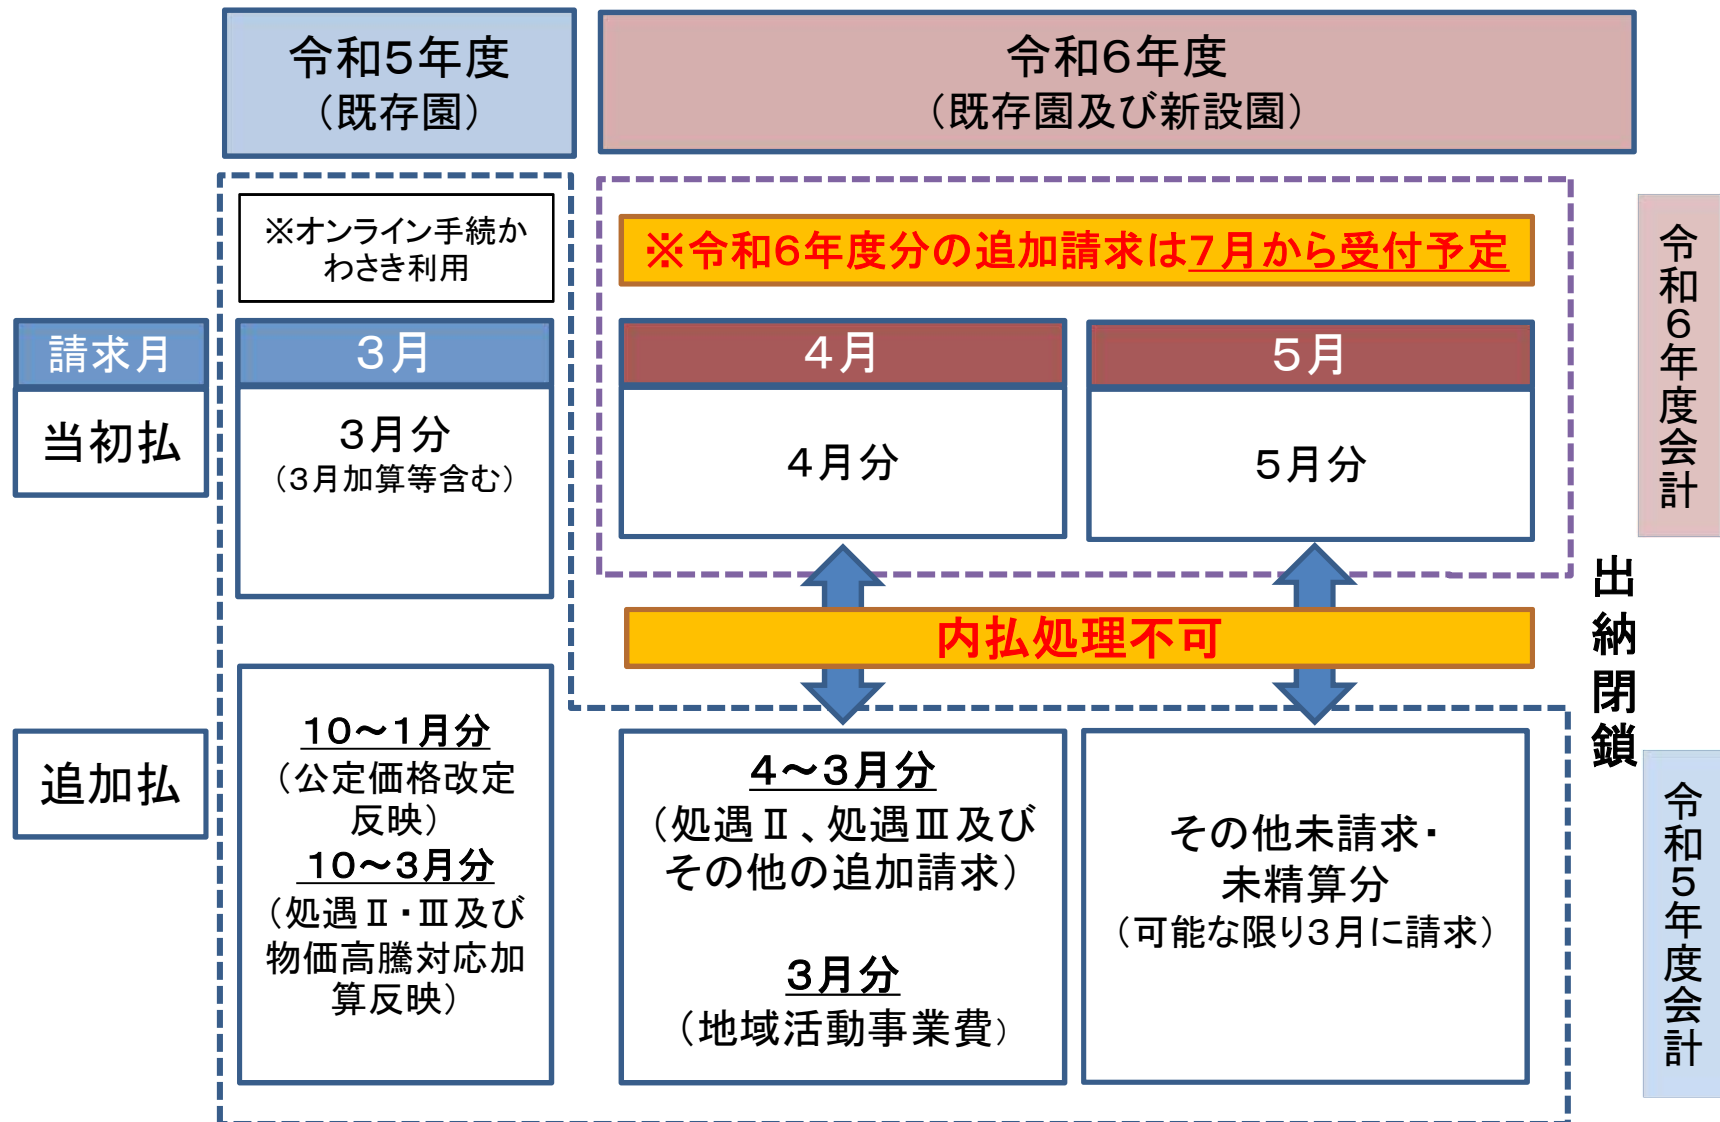 令和5年度
（既存園）
令和6年度
（既存園及び新設園）
※オンライン手続か
わさき利用
※令和6年度分の追加請求は7月から受付予定
請求月
3月
4月
5月
当初払
3月分
（3月加算等含む）
4月分
5月分
令和6年度会計
内払処理不可
出納閉鎖
追加払
10～1月分
（公定価格改定
反映）
10～3月分
（処遇Ⅱ・Ⅲ及び
物価高騰対応加
算反映）
4～3月分
（処遇Ⅱ、処遇Ⅲ及び
その他の追加請求）
3月分
（地域活動事業費）
その他未請求・
未精算分
（可能な限り3月に請求）
令和5年度会計